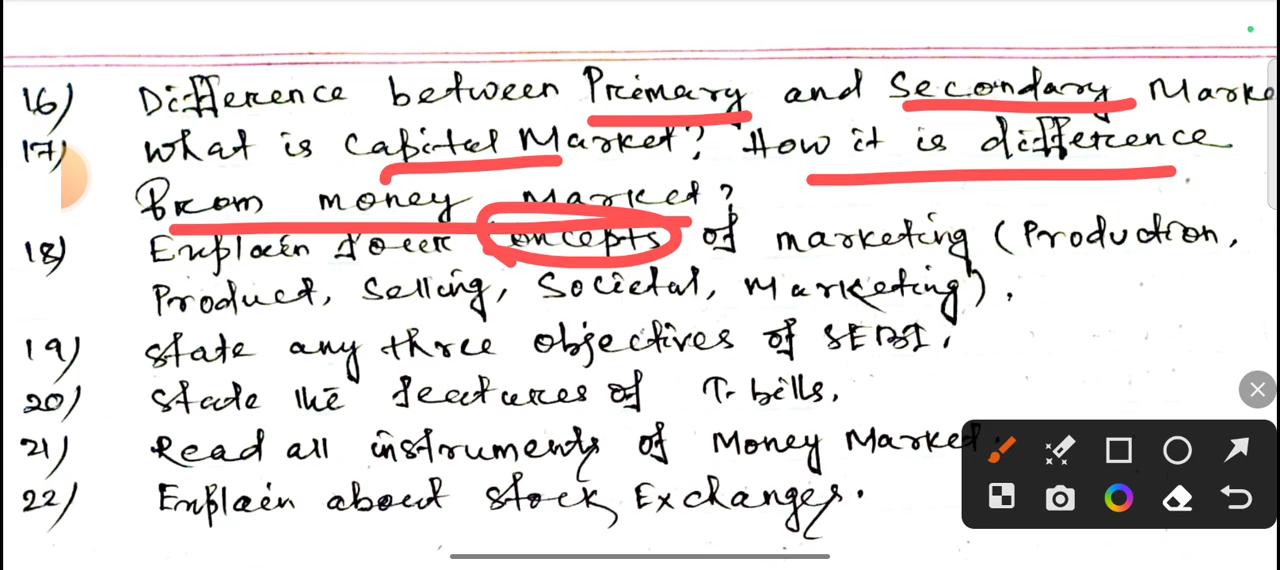 16) Difference between Primary and Secondary Marke
17) What is Capital Market? How it is difference
from money market?
18) Explain four concepts of marketing (Production,
Product, Selling, Societal, Marketing).
19) State any three objectives of SEBI.
20) State the features of T-bills.
21) Read all instruments of Money Market.
22) Explain about Stock Exchanges.